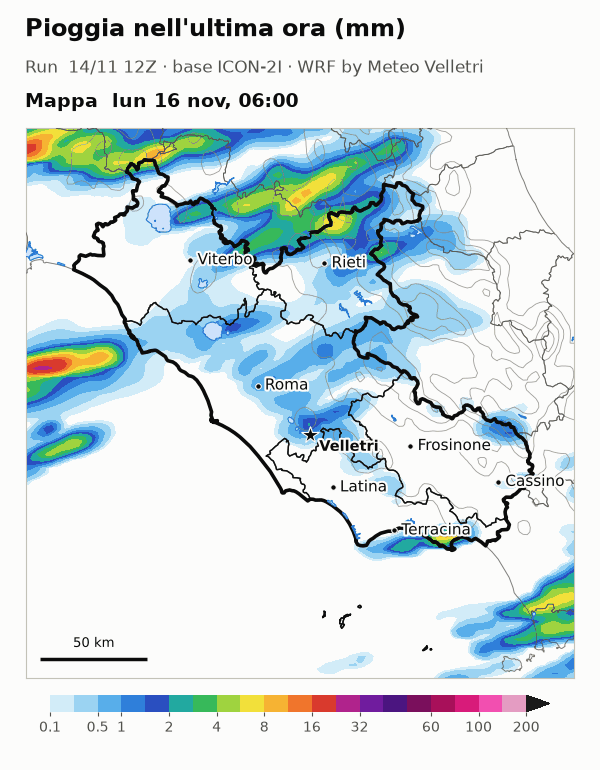 Pioggia nell'ultima ora (mm)
Run  14/11 12Z · base ICON-2I · WRF by Meteo Velletri
Mappa  lun 16 nov, 06:00
Viterbo
Rieti
Roma
Velletri
Frosinone
Latina
Cassino
Terracina
50 km
0.1 0.5 1 2 4 8 16 32 60 100 200